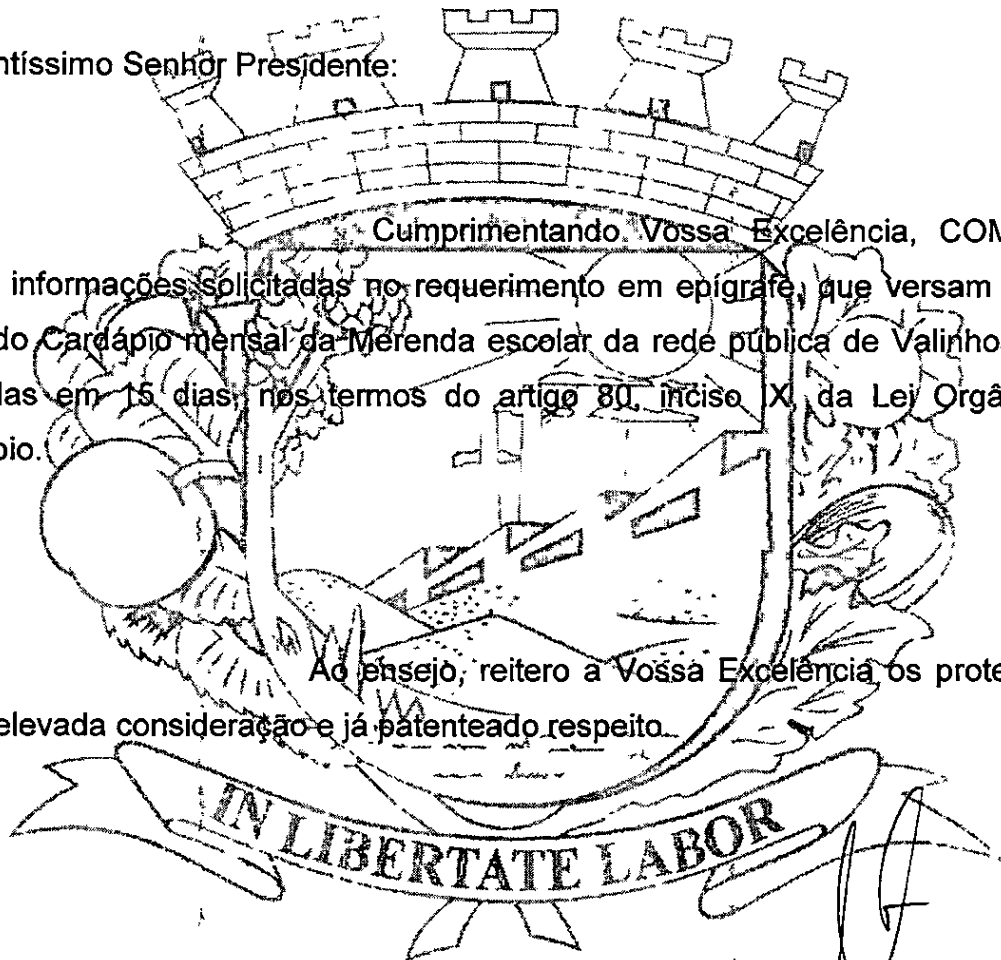 ntíssimo Senhor Presidente:
Cumprimentando Vossa Excelência, COM
informações solicitadas no requerimento em epígrafe, que versam
do Cardápio mensal da Merenda escolar da rede pública de Valinho
las em 15 dias, nos termos do artigo 80, inciso IX, da Lei Orgâ
pio.
Ao ensejo, reitero a Vossa Excelência os prote
elevada consideração e já patenteado respeito.
IN LIBERTATE LABOR